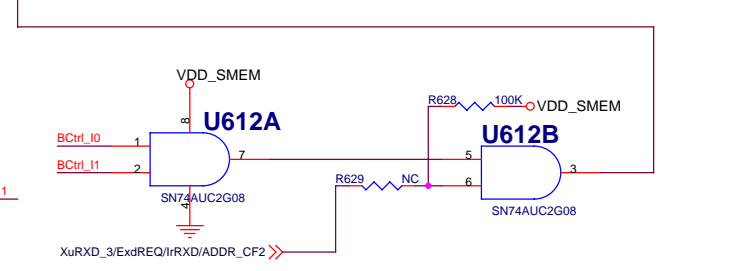 VDD_SMEM
R628 100K VDD_SMEM
8 U612A
U612B
BCtrl_I0 1
7 5 3
BCtrl_I1 2
R629 NC 6
1
SN74AUC2G08
4
SN74AUC2G08
XuRXD_3/ExdREQ/IrRXD/ADDR_CF2